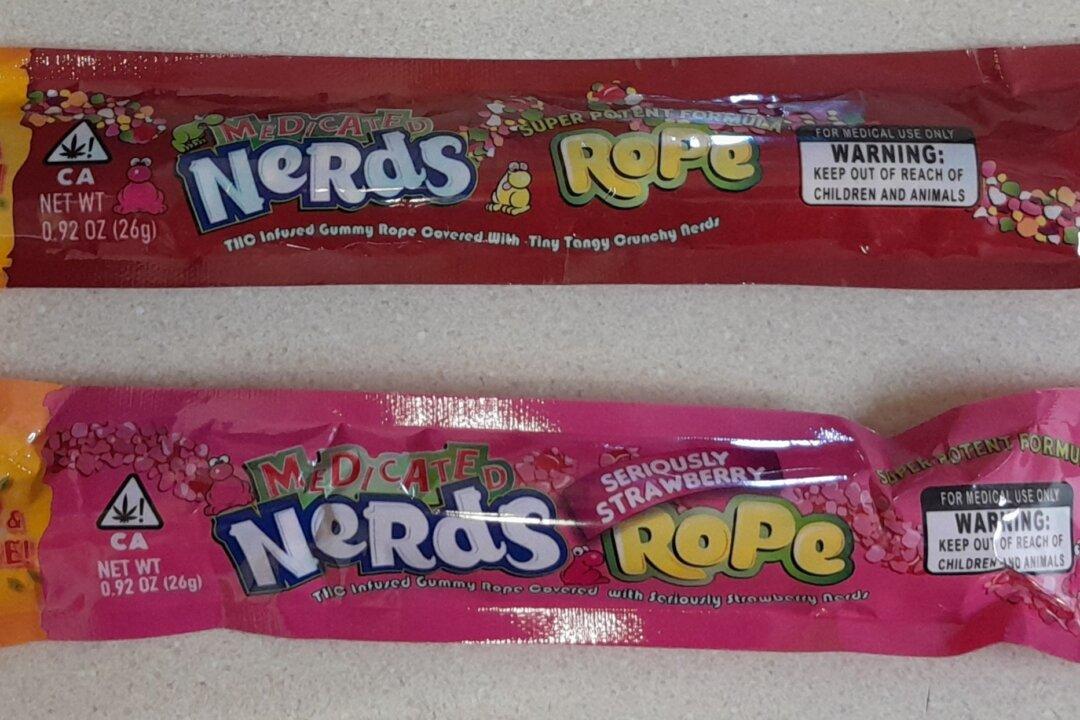 MEDICATED
NeRdS
SUPER POTENT FORMULA
RoPe
CA
NET WT
0.92 OZ (26g)
THC Infused Gummy Rope Covered With Tiny Tangy Crunchy Nerds
FOR MEDICAL USE ONLY
WARNING:
KEEP OUT OF REACH OF
CHILDREN AND ANIMALS
MEDICATED
NeRdS
SERIOUSLY
STRAWBERRY
RoPe
CA
NET WT
0.92 OZ (26g)
THC Infused Gummy Rope Covered with Seriously Strawberry Nerds
SUPER POTENT FORMU
FOR MEDICAL USE ONLY
WARNING:
KEEP OUT OF REACH OF
CHILDREN AND ANIMALS
&